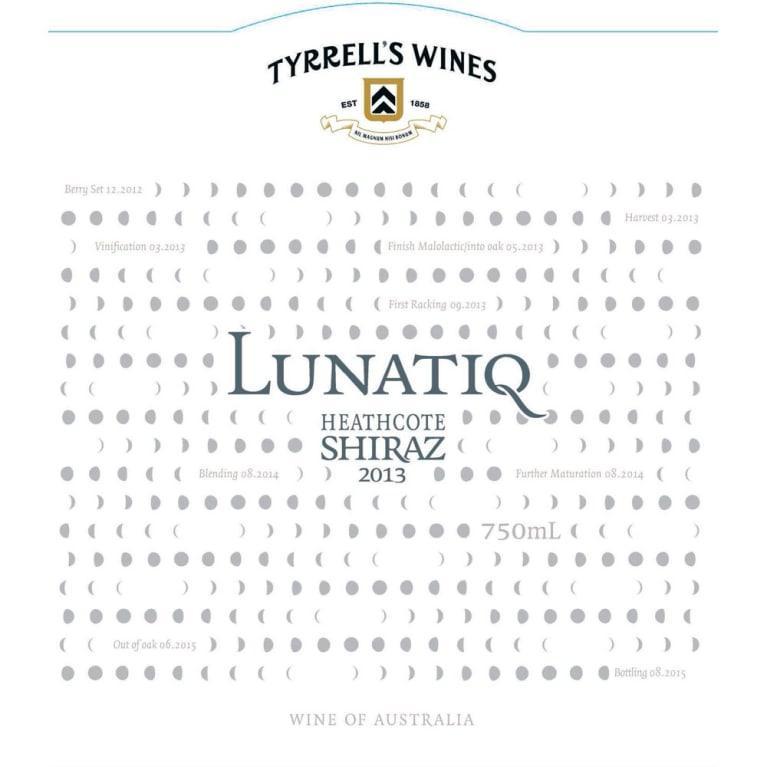 TYRRELL'S WINES
EST 1858
NIL MAGNUM NISI BONUM
Berry Set 12.2012
Harvest 03.2013
Vinification 03.2013 Finish Malolactic/into oak 05.2013
First Racking 09.2013
LUNATIQ
HEATHCOTE
SHIRAZ
2013
Blending 08.2014 Further Maturation 08.2014
750mL
Out of oak 06.2015
Bottling 08.2015
WINE OF AUSTRALIA